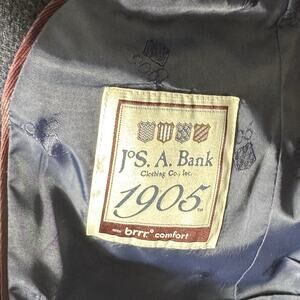 JoS. A. Bank
Clothing Co., Inc.
1905
brrr° comfort